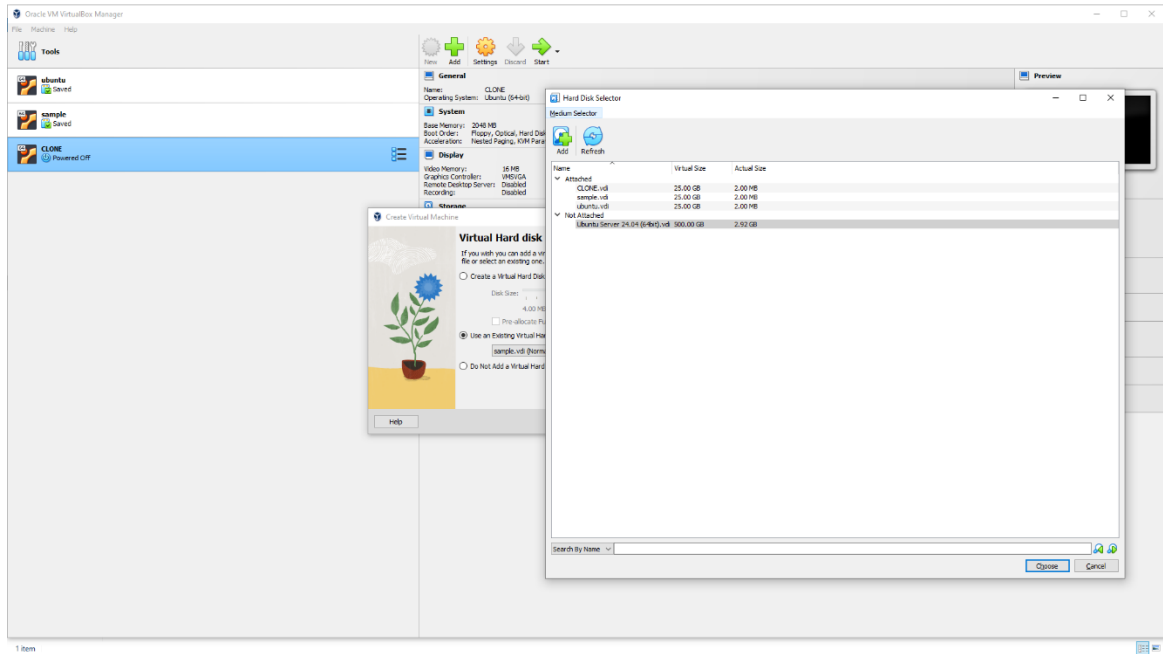 Oracle VM VirtualBox Manager
File Machine Help
Tools
New Add Settings Discard Start
ubuntu
Saved
sample
Saved
CLONE
Powered Off
General
Name: CLONE
Operating System: Ubuntu (64-bit)
System
Base Memory: 2048 MB
Boot Order: Floppy, Optical, Hard Disk
Acceleration: Nested Paging, KVM Para
Display
Video Memory: 16 MB
Graphics Controller: VMSVGA
Remote Desktop Server: Disabled
Recording: Disabled
Storage
Preview
Create Virtual Machine
Virtual Hard disk
If you wish you can add a vir
file or select an existing one.
Create a Virtual Hard Disk
Disk Size:
4.00 MB
Pre-allocate Fu
Use an Existing Virtual Har
sample.vdi (Norma
Do Not Add a Virtual Hard
Help
Hard Disk Selector
Medium Selector
Add Refresh
Name Virtual Size Actual Size
Attached
CLONE.vdi 25.00 GB 2.00 MB
sample.vdi 25.00 GB 2.00 MB
ubuntu.vdi 25.00 GB 2.00 MB
Not Attached
Ubuntu Server 24.04 (64bit).vdi 500.00 GB 2.92 GB
Search By Name
Choose Cancel
1 item